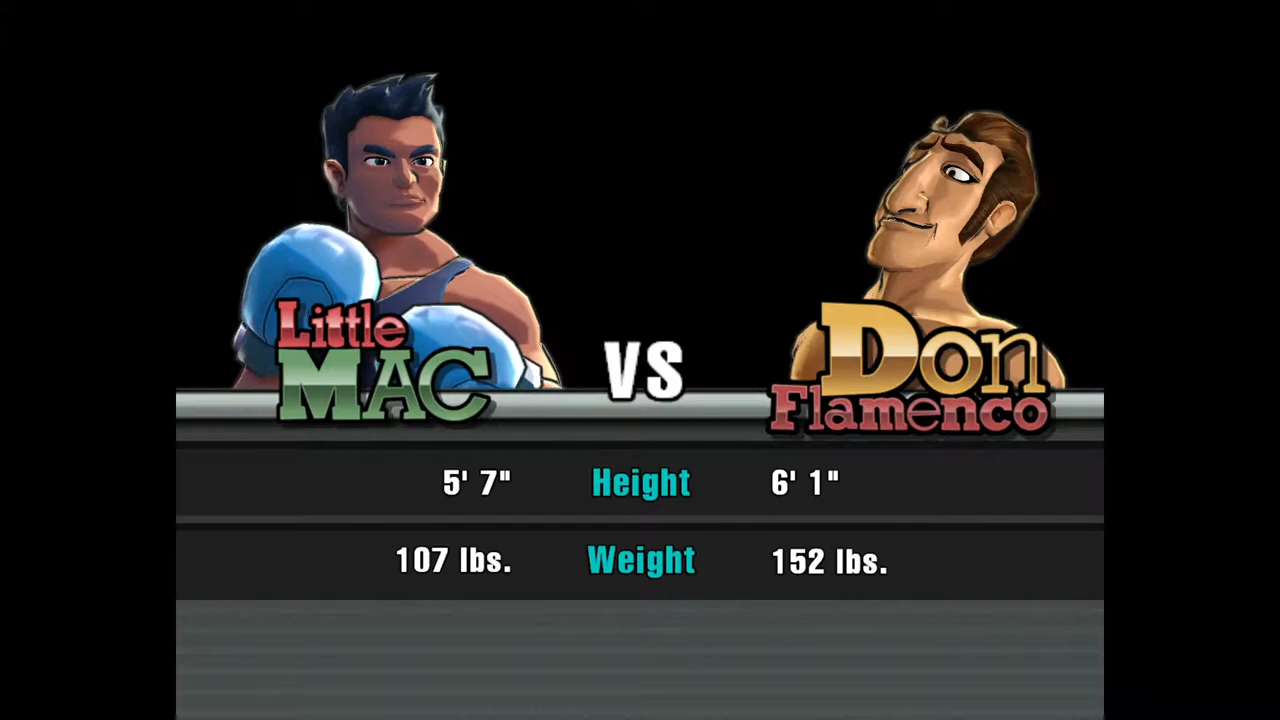 Little
MAC
VS
Don
Flamenco
5' 7" Height 6' 1"
107 lbs. Weight 152 lbs.